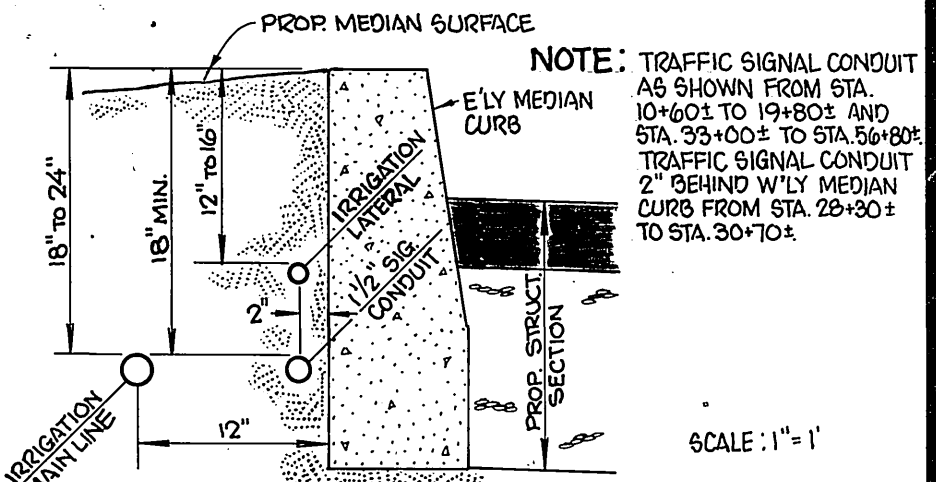 PROP. MEDIAN SURFACE
NOTE: TRAFFIC SIGNAL CONDUIT
AS SHOWN FROM STA.
10+60± TO 19+80± AND
STA. 33+00± TO STA. 56+80±.
TRAFFIC SIGNAL CONDUIT
2" BEHIND W'LY MEDIAN
CURB FROM STA. 28+30±
TO STA. 30+70±.
E'LY MEDIAN
CURB
18" TO 24"
18" MIN.
12" TO 16"
IRRIGATION
LATERAL
1 1/2" SIG.
CONDUIT
2"
PROP. STRUCT.
SECTION
12"
IRRIGATION
MAIN LINE
SCALE: 1" = 1'